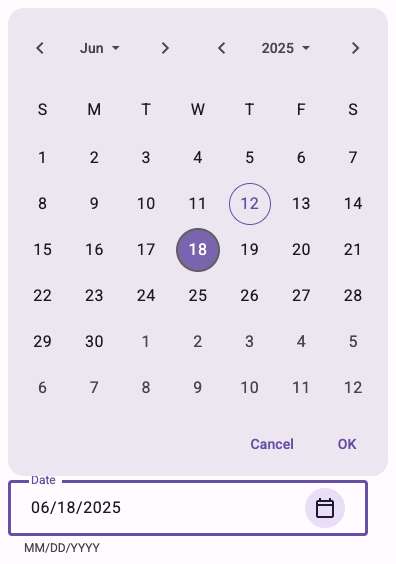 Jun 2025
S M T W T F S
1 2 3 4 5 6 7
8 9 10 11 12 13 14
15 16 17 18 19 20 21
22 23 24 25 26 27 28
29 30 1 2 3 4 5
6 7 8 9 10 11 12
Cancel OK
Date
06/18/2025
MM/DD/YYYY